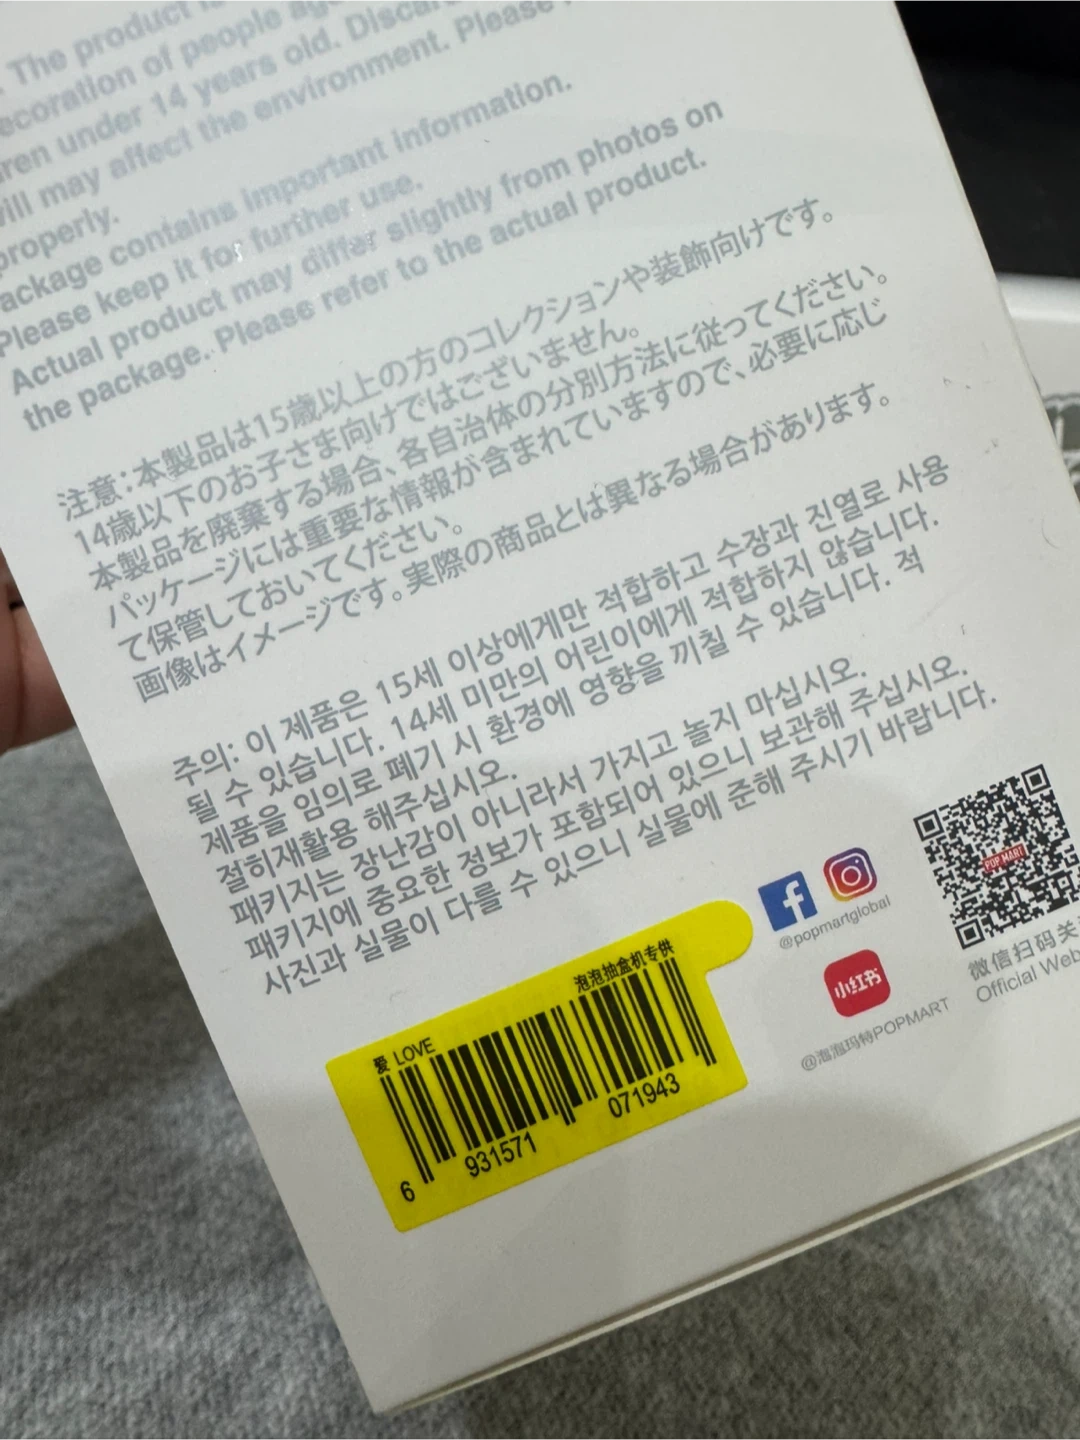 The product is
ecoration of people age
ren under 14 years old. Discard
will may affect the environment. Please
properly.
ackage contains important information.
Please keep it for further use.
Actual product may differ slightly from photos on
the package. Please refer to the actual product.
注意：本製品は15歳以上の方のコレクションや装飾向けです。
14歳以下のお子さま向けではございません。
本製品を廃棄する場合、各自治体の分別方法に従ってください。
パッケージには重要な情報が含まれていますので、必要に応じ
て保管しておいてください。
画像はイメージです。実際の商品とは異なる場合があります。
주의: 이 제품은 15세 이상에게만 적합하고 수장과 진열로 사용
될 수 있습니다. 14세 미만의 어린이에게 적합하지 않습니다.
제품을 임의로 폐기 시 환경에 영향을 끼칠 수 있습니다. 적
절히재활용 해주십시오.
패키지는 장난감이 아니라서 가지고 놀지 마십시오.
패키지에 중요한 정보가 포함되어 있으니 보관해 주십시오.
사진과 실물이 다를 수 있으니 실물에 준해 주시기 바랍니다.
@popmartglobal
POP MART
小红书
@泡泡玛特POPMART
微信扫码关
Official Web
泡泡抽盒机专供
爱 LOVE
6 931571 071943